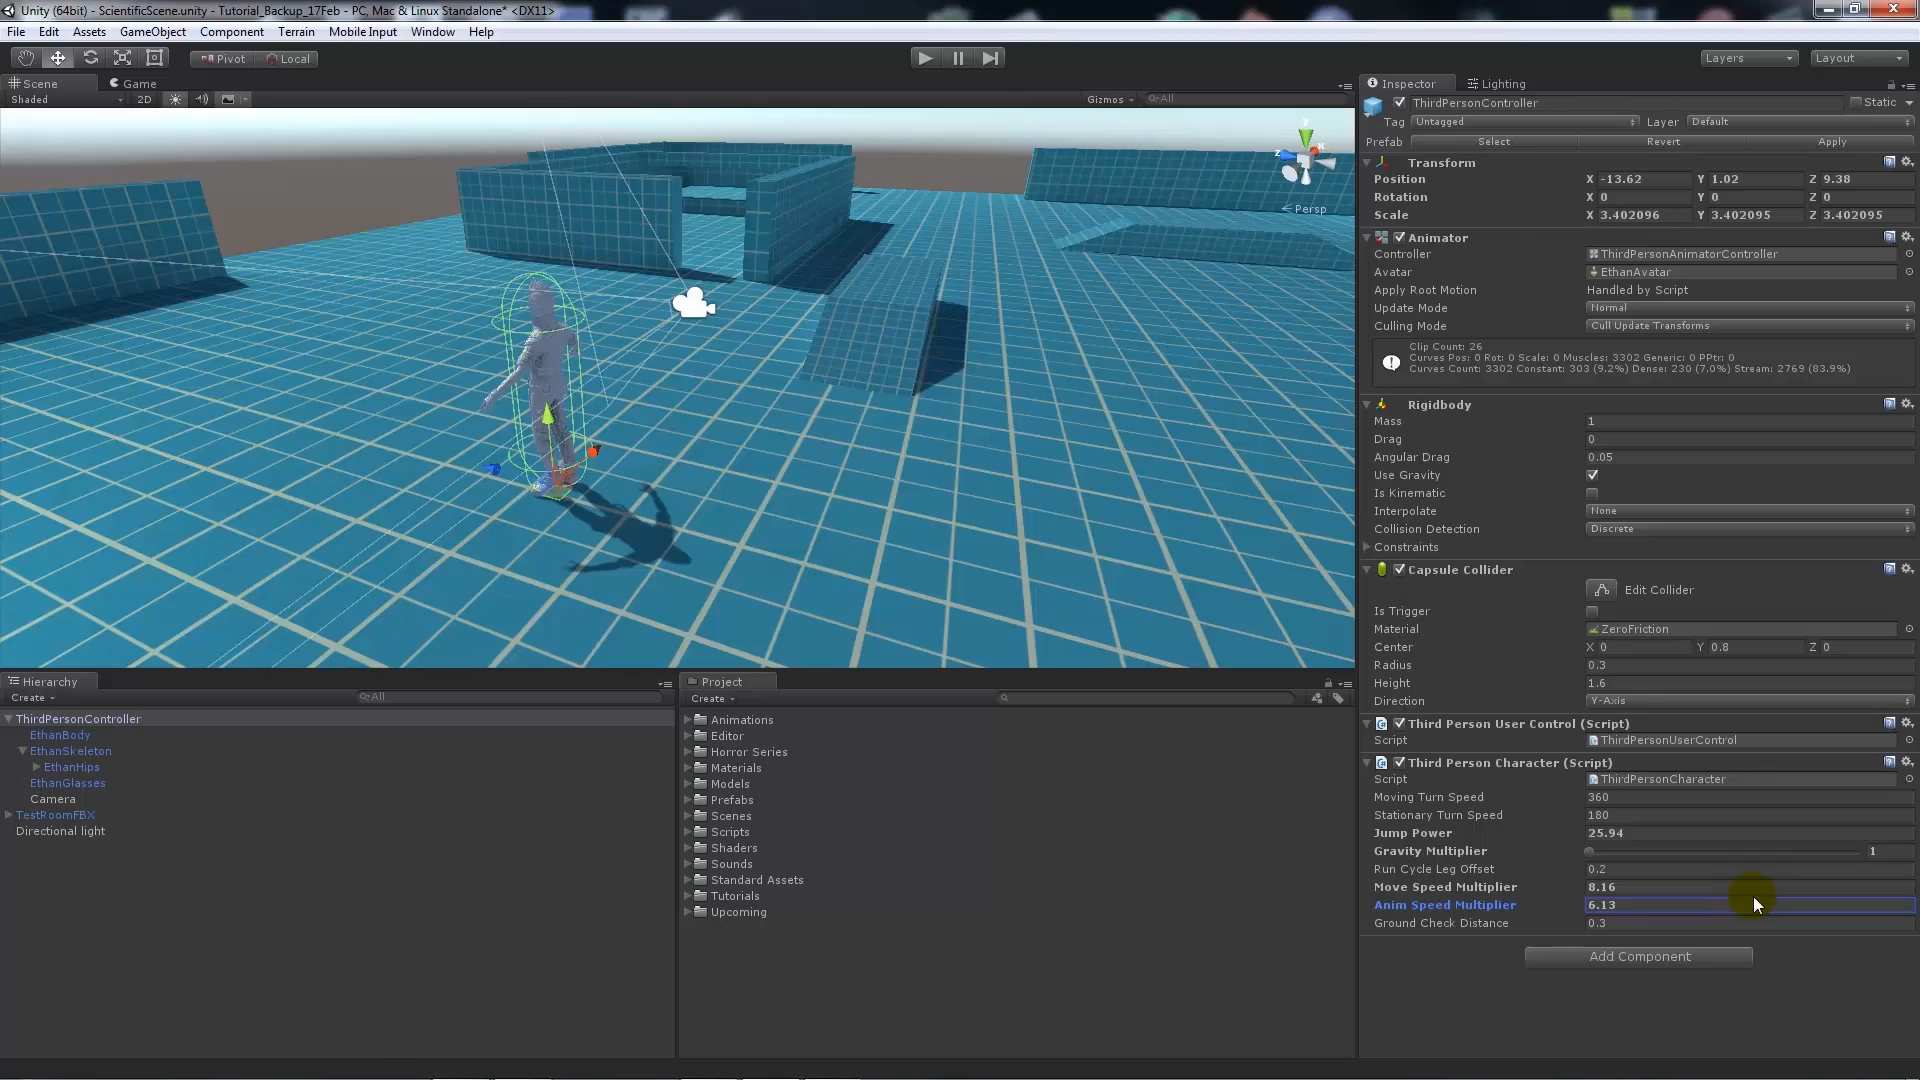 Unity (64bit) - ScientificScene.unity - Tutorial_Backup_17Feb - PC, Mac & Linux Standalone* <DX11>
File Edit Assets GameObject Component Terrain Mobile Input Window Help
Pivot Local Layers Layout
Scene Game
Shaded 2D Gizmos All
y
x
z
Persp
Inspector Lighting
ThirdPersonController Static
Tag Untagged Layer Default
Prefab Select Revert Apply
Transform
Position X -13.62 Y 1.02 Z 9.38
Rotation X 0 Y 0 Z 0
Scale X 3.402096 Y 3.402095 Z 3.402095
Animator
Controller ThirdPersonAnimatorController
Avatar EthanAvatar
Apply Root Motion Handled by Script
Update Mode Normal
Culling Mode Cull Update Transforms
Clip Count: 26
Curves Pos: 0 Rot: 0 Scale: 0 Muscles: 3302 Generic: 0 PPtr: 0
Curves Count: 3302 Constant: 303 (9.2%) Dense: 230 (7.0%) Stream: 2769 (83.9%)
Rigidbody
Mass 1
Drag 0
Angular Drag 0.05
Use Gravity
Is Kinematic
Interpolate None
Collision Detection Discrete
Constraints
Capsule Collider
Edit Collider
Is Trigger
Material ZeroFriction
Center X 0 Y 0.8 Z 0
Radius 0.3
Height 1.6
Direction Y-Axis
Third Person User Control (Script)
Script ThirdPersonUserControl
Third Person Character (Script)
Script ThirdPersonCharacter
Moving Turn Speed 360
Stationary Turn Speed 180
Jump Power 25.94
Gravity Multiplier 1
Run Cycle Leg Offset 0.2
Move Speed Multiplier 8.16
Anim Speed Multiplier 6.13
Ground Check Distance 0.3
Add Component
Hierarchy
Create All
ThirdPersonController
EthanBody
EthanSkeleton
EthanHips
EthanGlasses
Camera
TestRoomFBX
Directional light
Project
Create
Animations
Editor
Horror Series
Materials
Models
Prefabs
Scenes
Scripts
Shaders
Sounds
Standard Assets
Tutorials
Upcoming